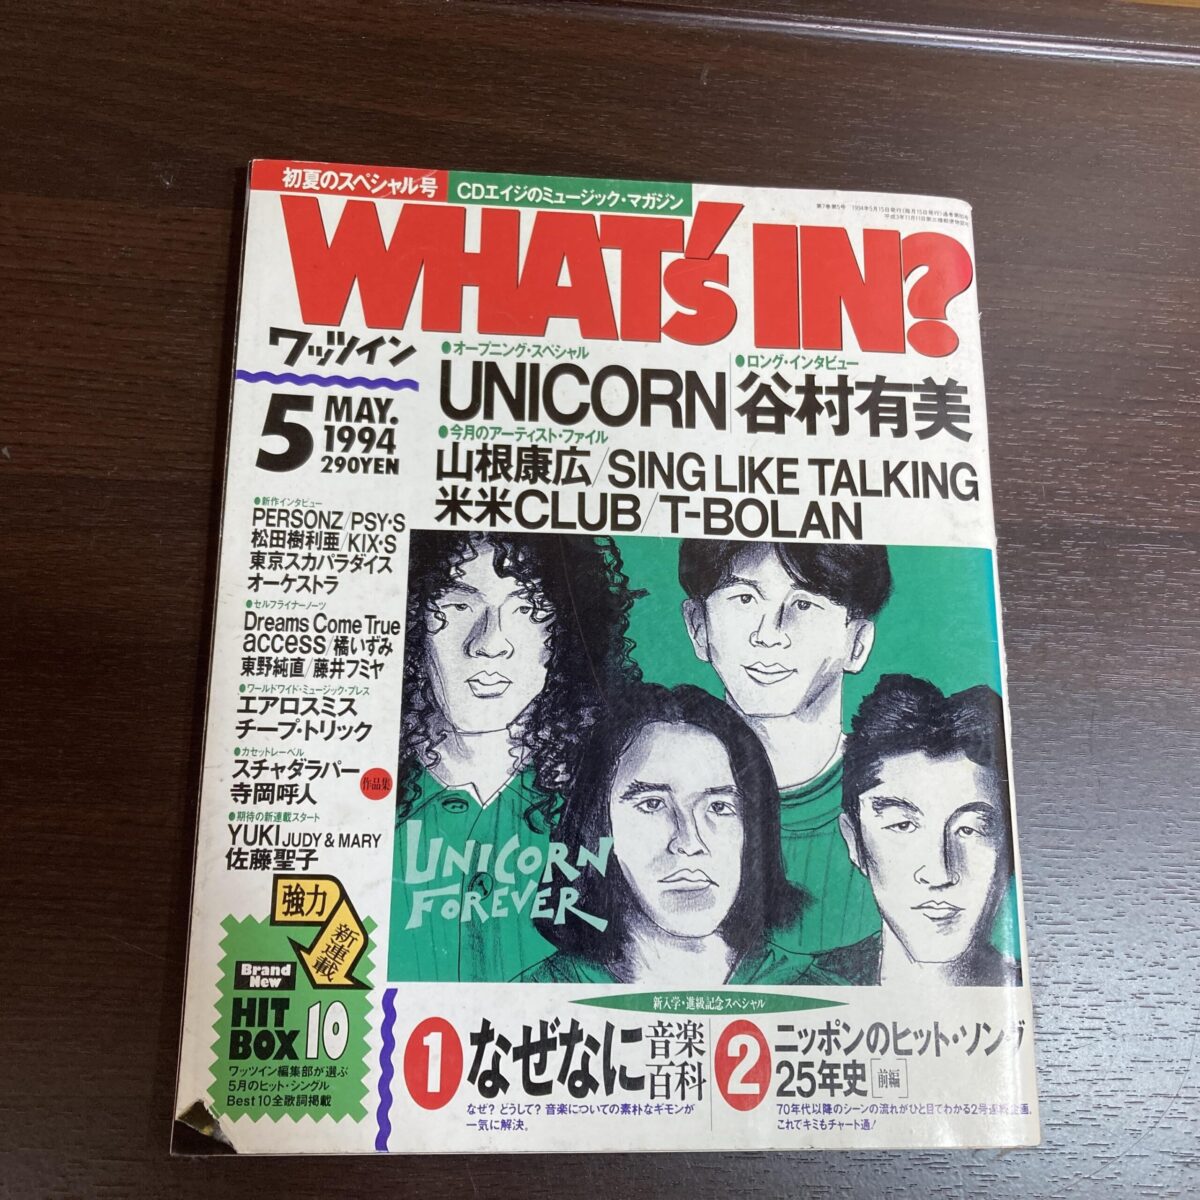 初夏のスペシャル号
CDエイジのミュージック・マガジン
WHAT's IN?
ワッツイン
5 MAY. 1994
290YEN
●オープニング・スペシャル
UNICORN
●ロング・インタビュー
谷村有美
●今月のアーティスト・ファイル
山根康広/SING LIKE TALKING
米米CLUB/T-BOLAN
●新作インタビュー
PERSONZ/PSY・S
松田樹利亜/KIX・S
東京スカパラダイス
オーケストラ
●セルフライナーノーツ
Dreams Come True
access/橘いずみ
東野純直/藤井フミヤ
●ワールドワイド・ミュージック・プレス
エアロスミス
チープ・トリック
●カセットレーベル
スチャダラパー
寺岡呼人
作品集
●期待の新連載スタート
YUKI JUDY & MARY
佐藤聖子
強力
新連載
Brand New
HIT BOX 10
ワッツイン編集部が選ぶ
5月のヒット・シングル
Best10全歌詞掲載
UNICORN
FOREVER
新入学・進級記念スペシャル
1 なぜなに音楽百科
なぜ?どうして?音楽についての素朴なギモンが
一気に解決。
2 ニッポンのヒット・ソング
25年史[前編]
70年代以降のシーンの流れがひと目でわかる2号連続企画。
これでキミもチャート通!